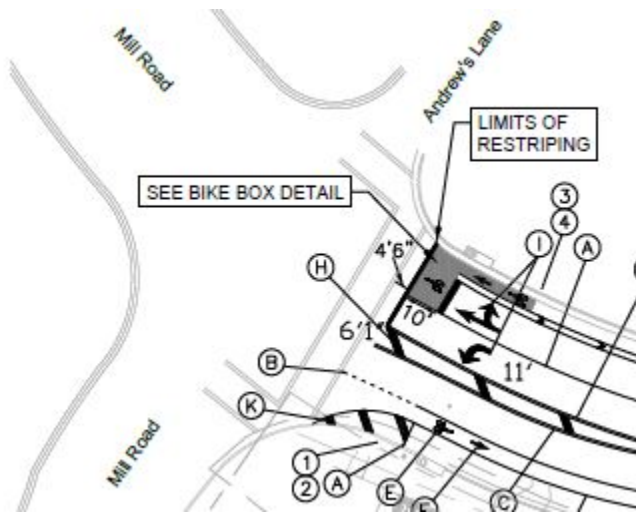 Mill Road
Andrew's Lane
LIMITS OF
RESTRIPING
SEE BIKE BOX DETAIL
3
4
I
A
4'6"
H
10'
6'1"
11'
B
K
1
2
A
E
F
C
Mill Road